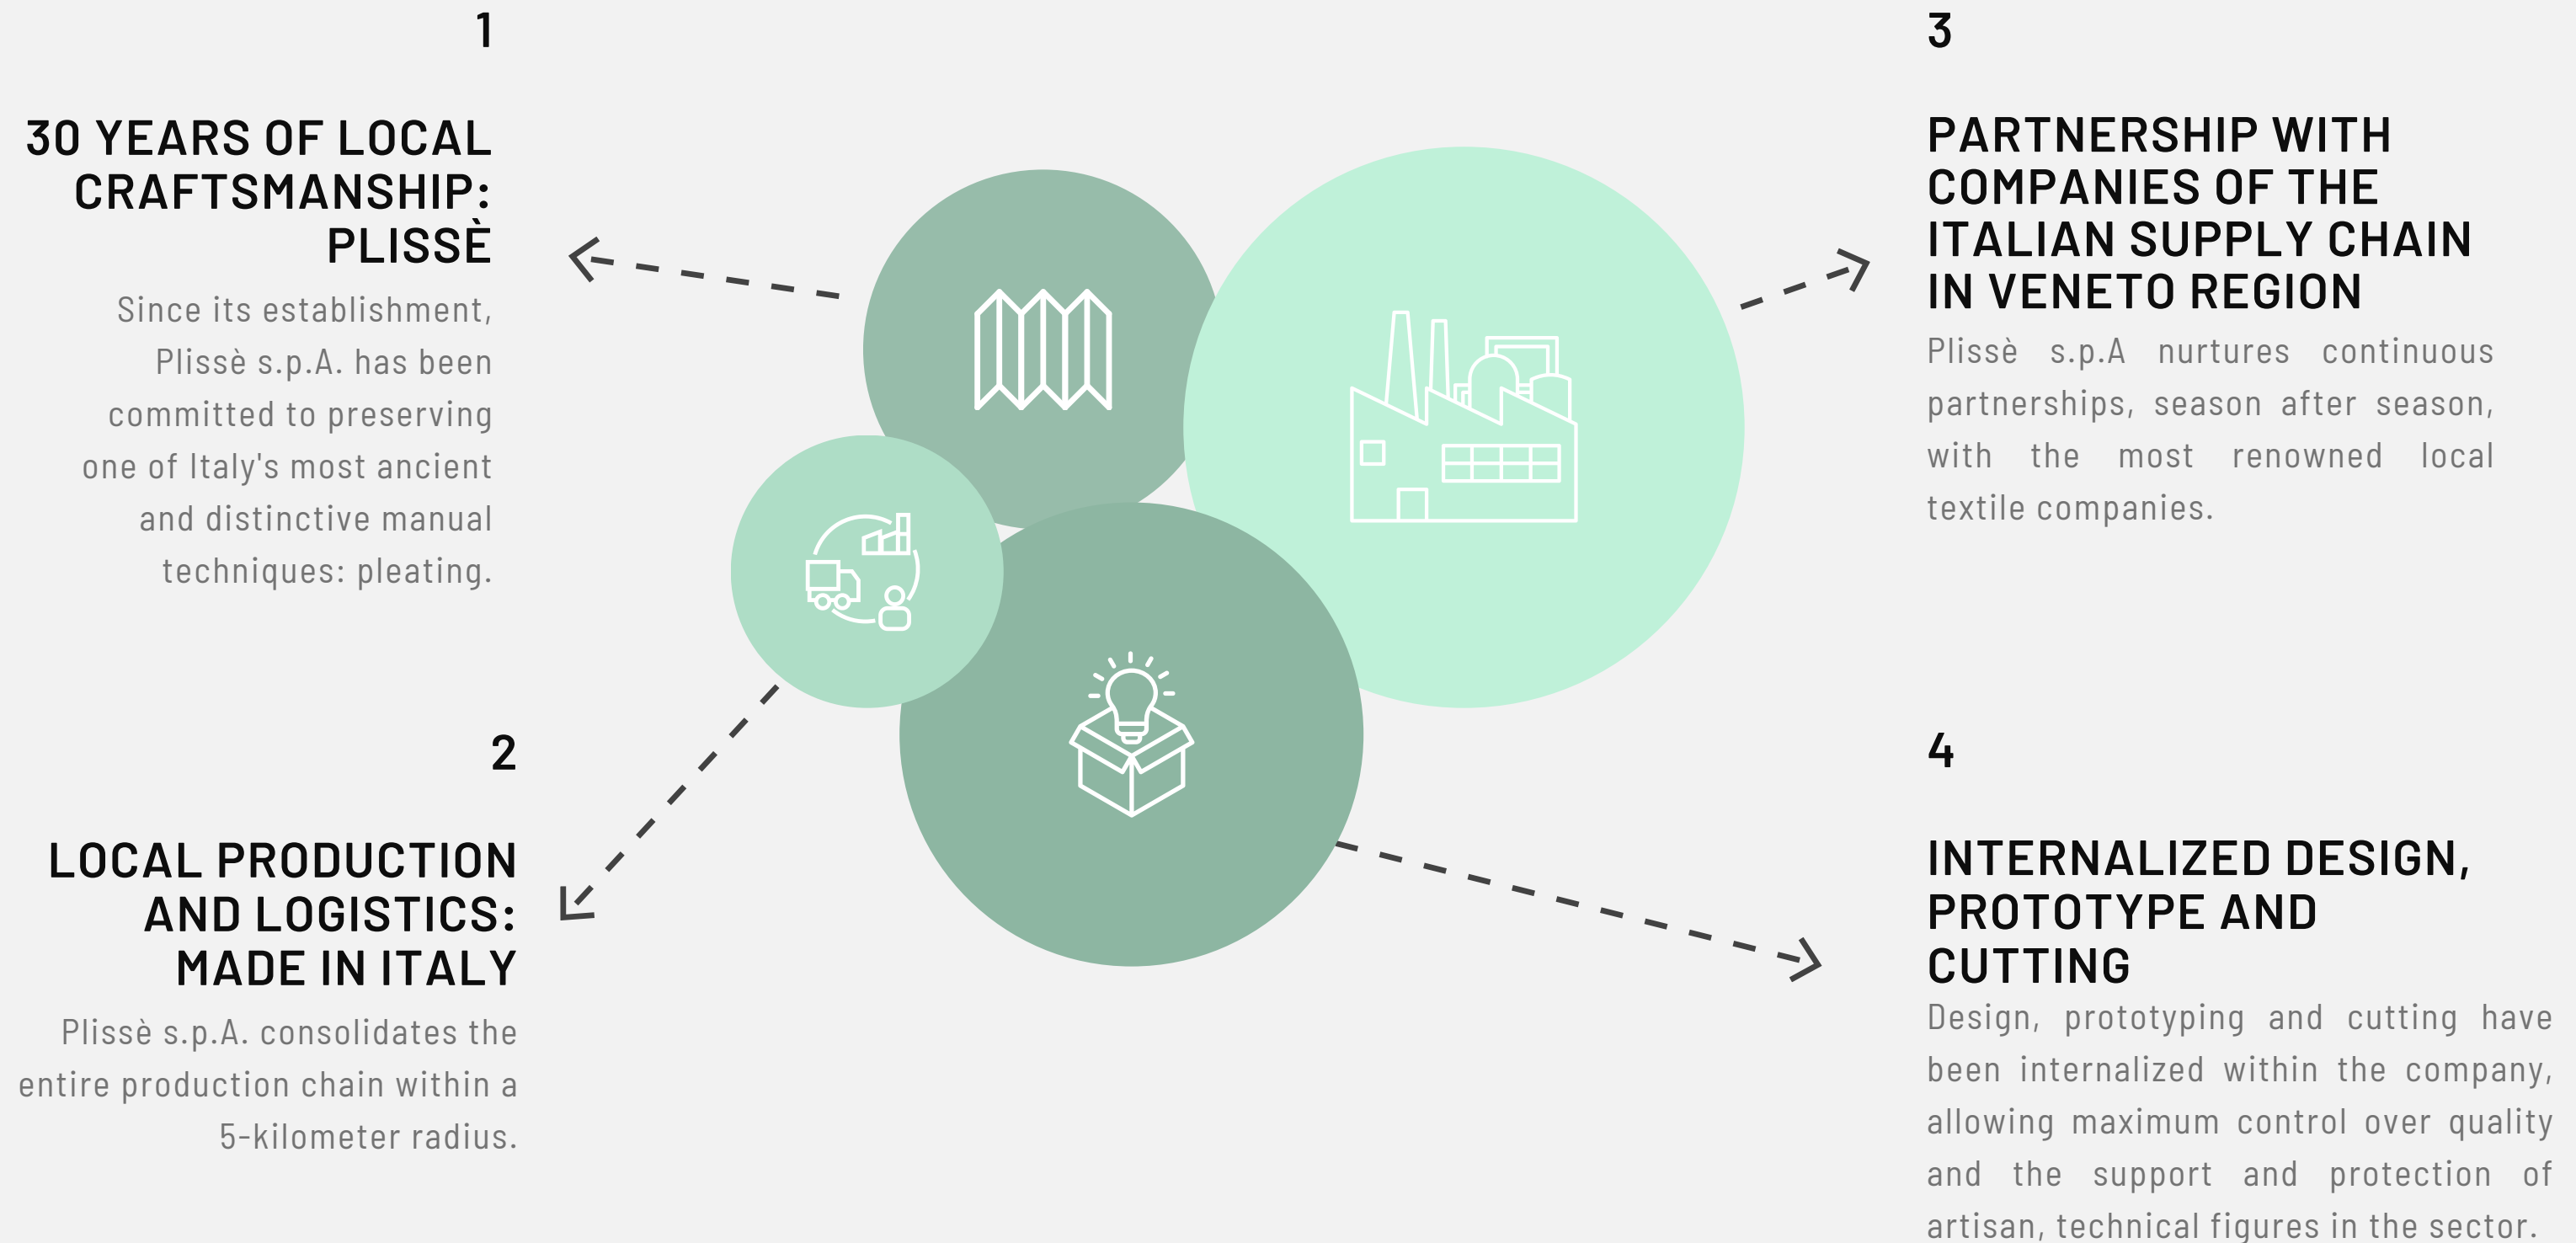 1
30 YEARS OF LOCAL
CRAFTSMANSHIP:
PLISSÈ
Since its establishment,
Plissè s.p.A. has been
committed to preserving
one of Italy's most ancient
and distinctive manual
techniques: pleating.
2
LOCAL PRODUCTION
AND LOGISTICS:
MADE IN ITALY
Plissè s.p.A. consolidates the
entire production chain within a
5-kilometer radius.
3
PARTNERSHIP WITH
COMPANIES OF THE
ITALIAN SUPPLY CHAIN
IN VENETO REGION
Plissè s.p.A nurtures continuous
partnerships, season after season,
with the most renowned local
textile companies.
4
INTERNALIZED DESIGN,
PROTOTYPE AND
CUTTING
Design, prototyping and cutting have
been internalized within the company,
allowing maximum control over quality
and the support and protection of
artisan, technical figures in the sector.